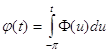 φ(t) = ∫_{-π}^{t} Φ(u)du